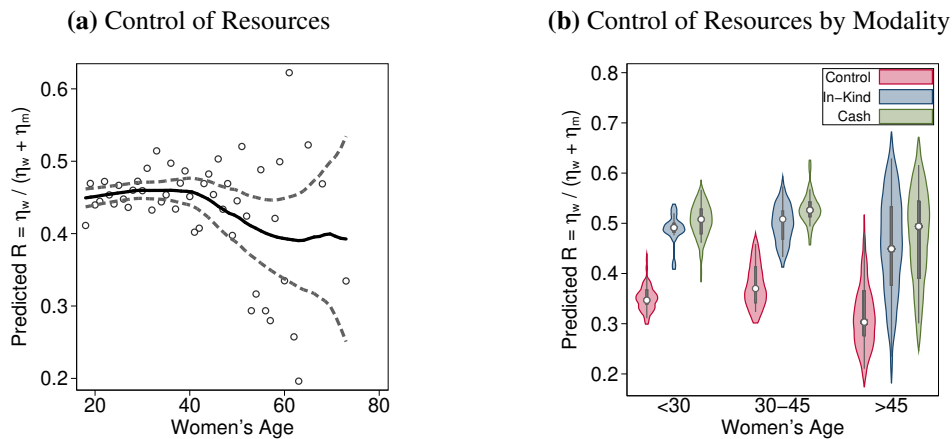 (a) Control of Resources
Predicted R = ηw / (ηw + ηm)
0.6
0.5
0.4
0.3
0.2
20
40
60
80
Women's Age
(b) Control of Resources by Modality
Predicted R = ηw / (ηw + ηm)
0.8
0.7
0.6
0.5
0.4
0.3
0.2
Control
In−Kind
Cash
<30
30−45
>45
Women's Age